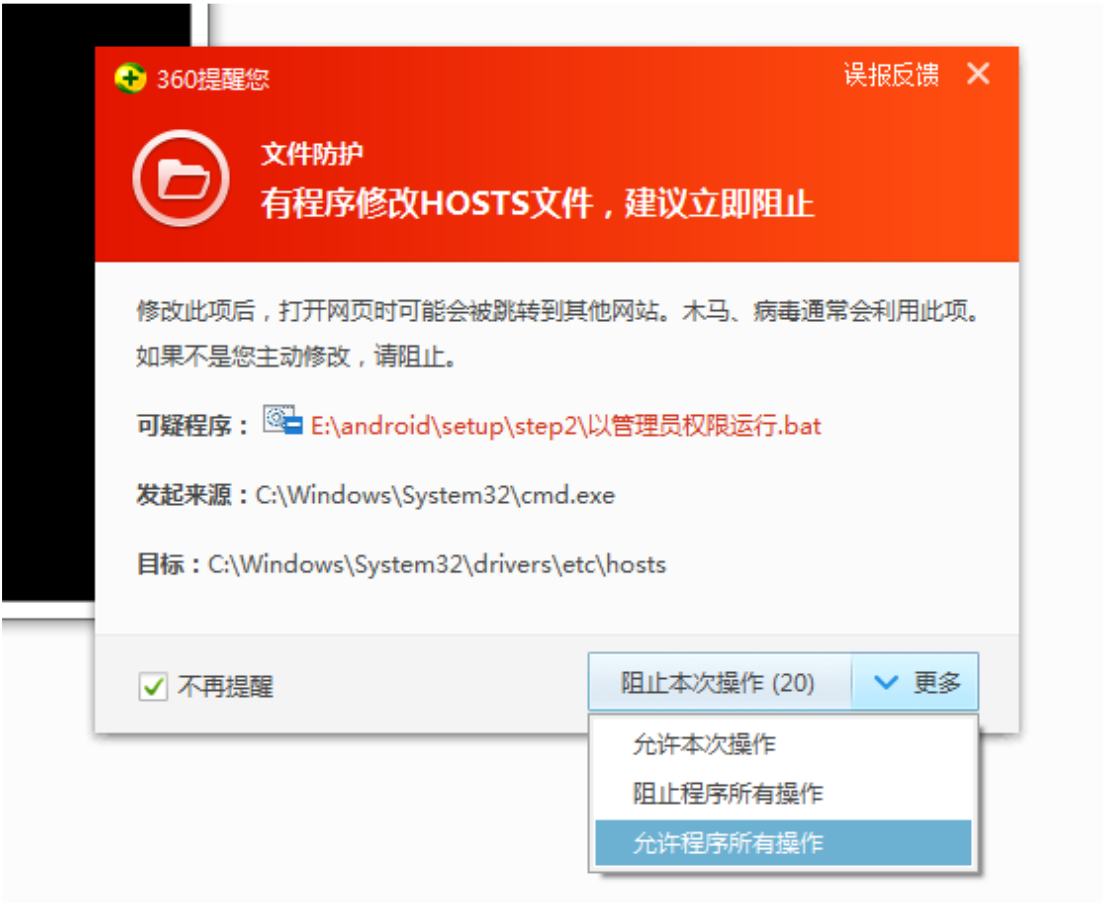 360提醒您
误报反馈
文件防护
有程序修改HOSTS文件，建议立即阻止
修改此项后，打开网页时可能会被跳转到其他网站。木马、病毒通常会利用此项。
如果不是您主动修改，请阻止。
可疑程序： E:\android\setup\step2\以管理员权限运行.bat
发起来源：C:\Windows\System32\cmd.exe
目标：C:\Windows\System32\drivers\etc\hosts
不再提醒
阻止本次操作 (20)
更多
允许本次操作
阻止程序所有操作
允许程序所有操作